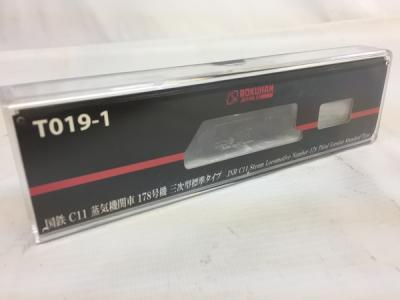 ROKUHAN
T019-1
国鉄 C11 蒸気機関車 178号機 三次型標準タイプ JNR C11 Steam Locomotive Number 178 Third Version Standard Type